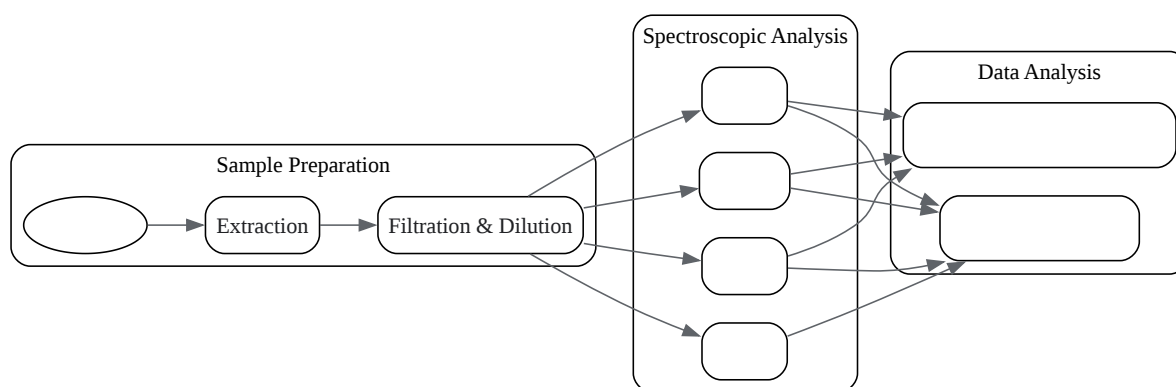 Spectroscopic Analysis
Data Analysis
Sample Preparation
Extraction
Filtration & Dilution